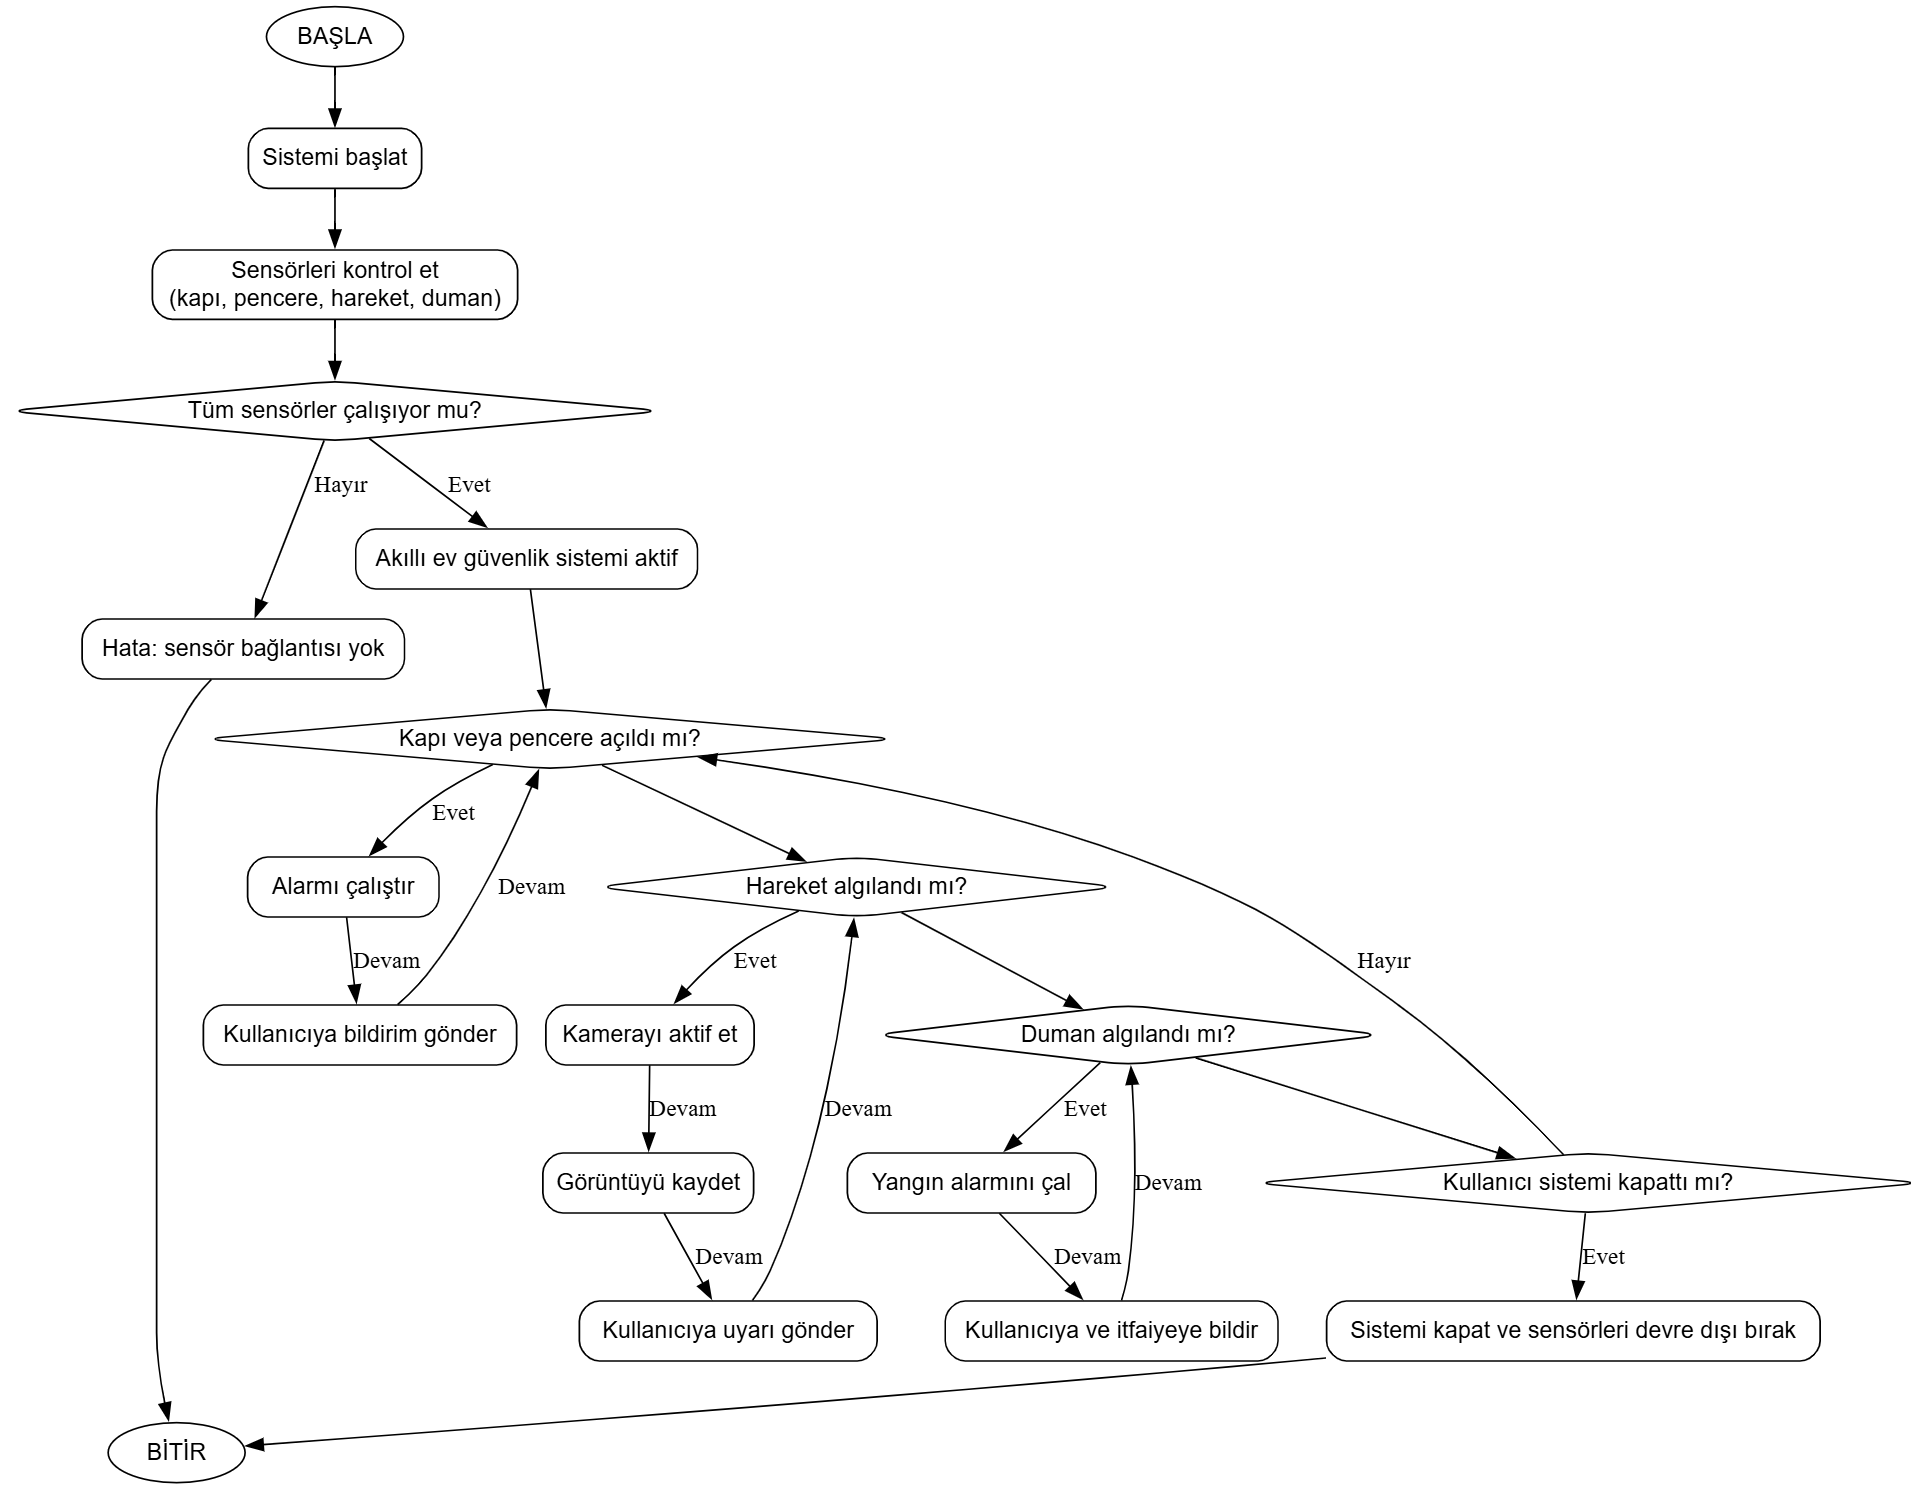 BAŞLA
Sistemi başlat
Sensörleri kontrol et
(kapı, pencere, hareket, duman)
Tüm sensörler çalışıyor mu?
Hayır
Evet
Akıllı ev güvenlik sistemi aktif
Hata: sensör bağlantısı yok
Kapı veya pencere açıldı mı?
Evet
Alarmı çalıştır
Devam
Hareket algılandı mı?
Devam
Evet
Hayır
Kullanıcıya bildirim gönder
Kamerayı aktif et
Duman algılandı mı?
Devam
Devam
Evet
Görüntüyü kaydet
Yangın alarmını çal
Devam
Kullanıcı sistemi kapattı mı?
Devam
Devam
Evet
Kullanıcıya uyarı gönder
Kullanıcıya ve itfaiyeye bildir
Sistemi kapat ve sensörleri devre dışı bırak
BİTİR